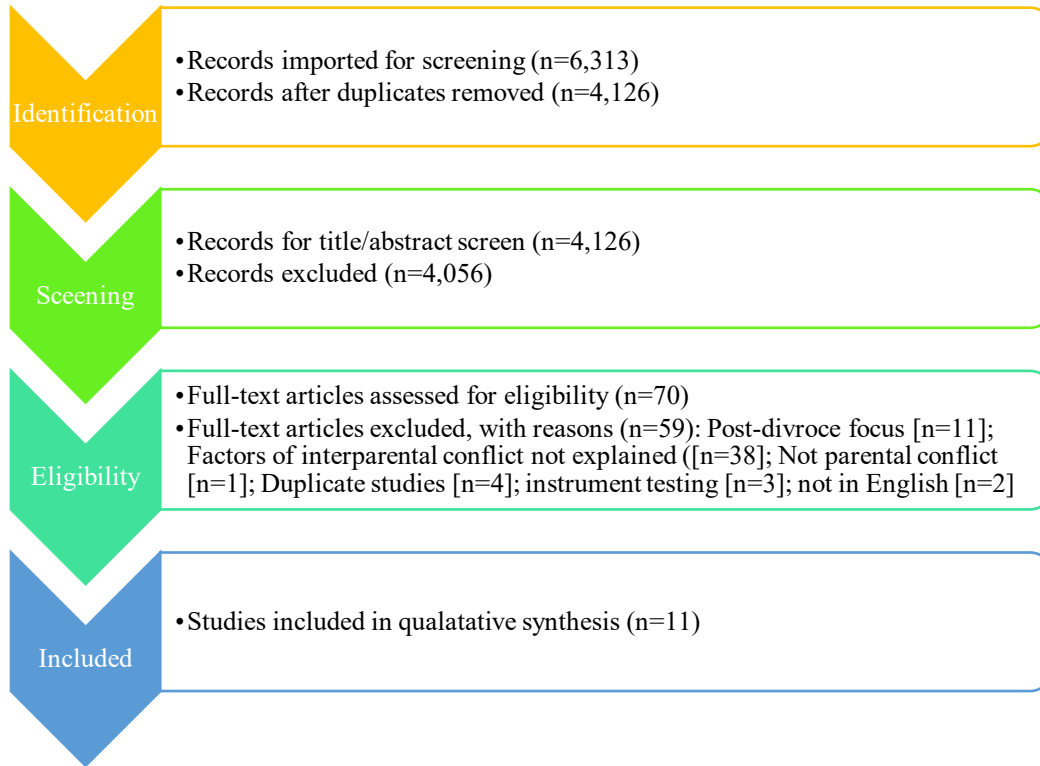 Identification
•Records imported for screening (n=6,313)
•Records after duplicates removed (n=4,126)
Sceening
•Records for title/abstract screen (n=4,126)
•Records excluded (n=4,056)
Eligibility
•Full-text articles assessed for eligibility (n=70)
•Full-text articles excluded, with reasons (n=59): Post-divroce focus [n=11];
Factors of interparental conflict not explained ([n=38]; Not parental conflict
[n=1]; Duplicate studies [n=4]; instrument testing [n=3]; not in English [n=2]
Included
•Studies included in qualatative synthesis (n=11)